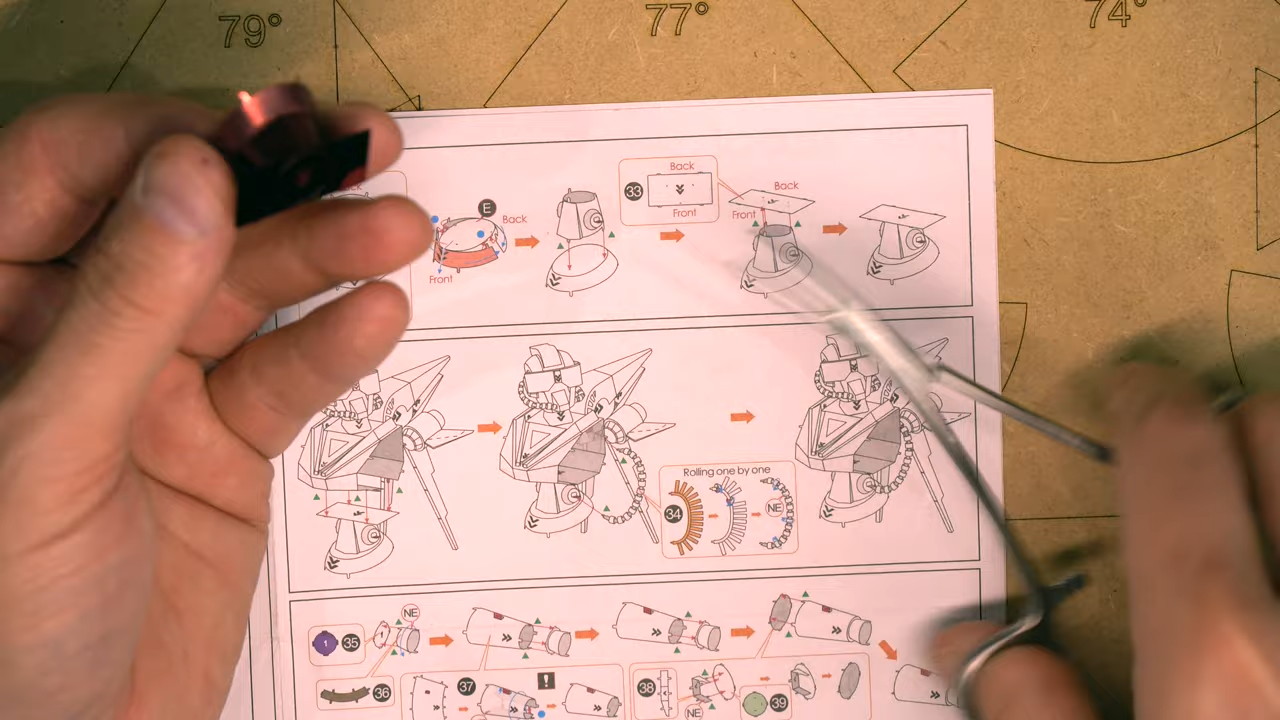 79°
77°
74°
Back
33
Front
E
Back
Front
Back
Front
Rolling one by one
34
NE
NE
1
35
36
37
!
38
NE
39